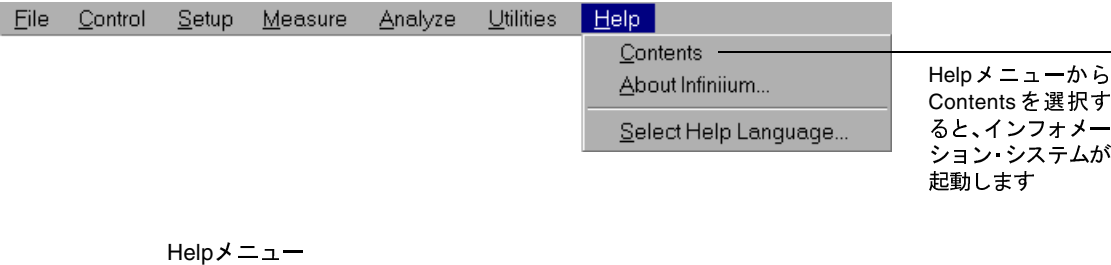 File Control Setup Measure Analyze Utilities Help
Contents
About Infiniium...
Select Help Language...
Helpメニューから
Contentsを選択す
ると、インフォメー
ション・システムが
起動します
Helpメニュー